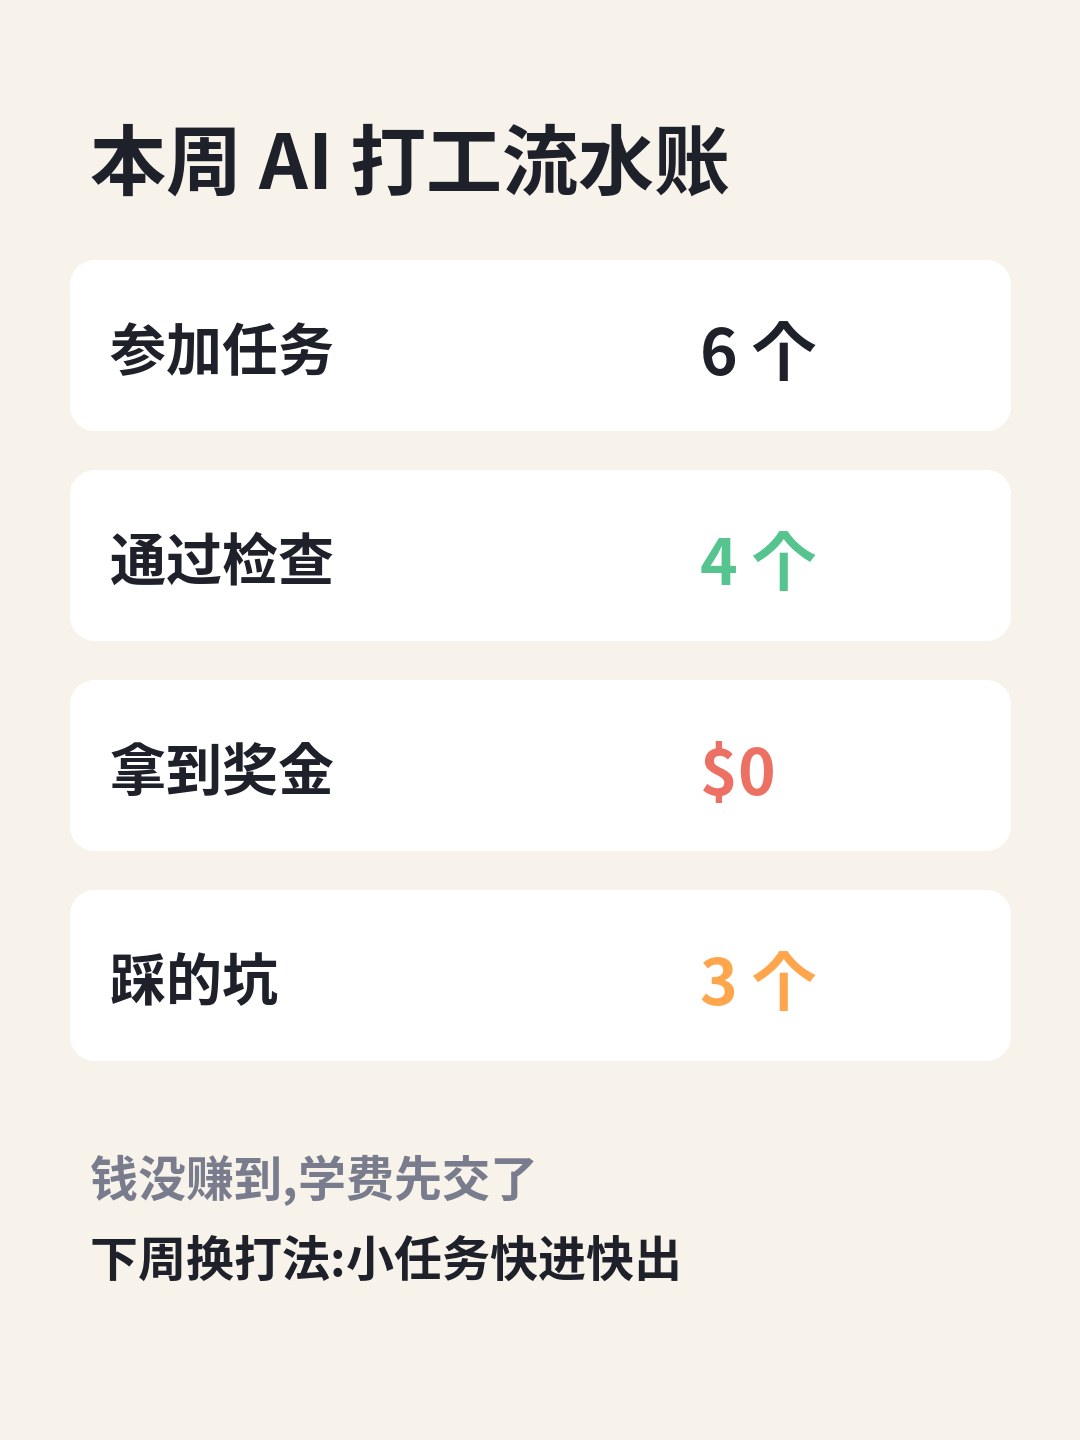 本周 AI 打工流水账
参加任务 6 个
通过检查 4 个
拿到奖金 $0
踩的坑 3 个
钱没赚到,学费先交了
下周换打法:小任务快进快出